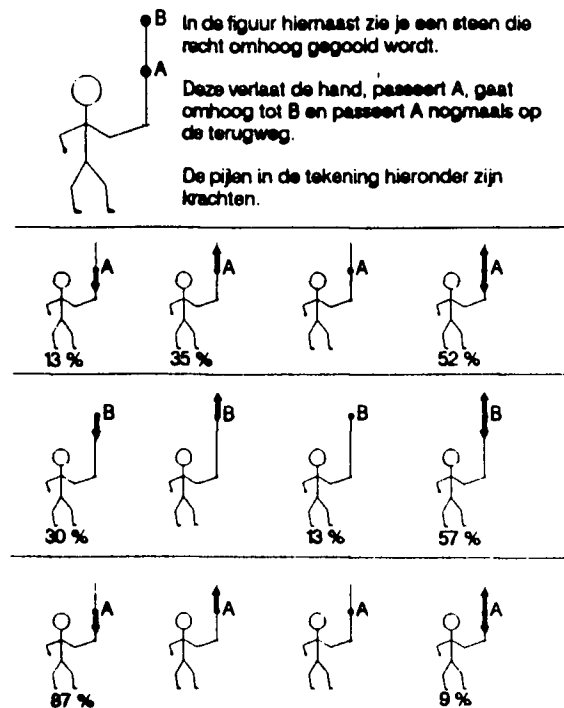 B
In de figuur hiernaast zie je een steen die
recht omhoog gegooid wordt.
A
Deze verlaat de hand, passeert A, gaat
omhoog tot B en passeert A nogmaals op
de terugweg.
De pijlen in de tekening hieronder zijn
krachten.
A A A A
13 % 35 % 52 %
B B B B
30 % 13 % 57 %
A A A A
87 % 9 %